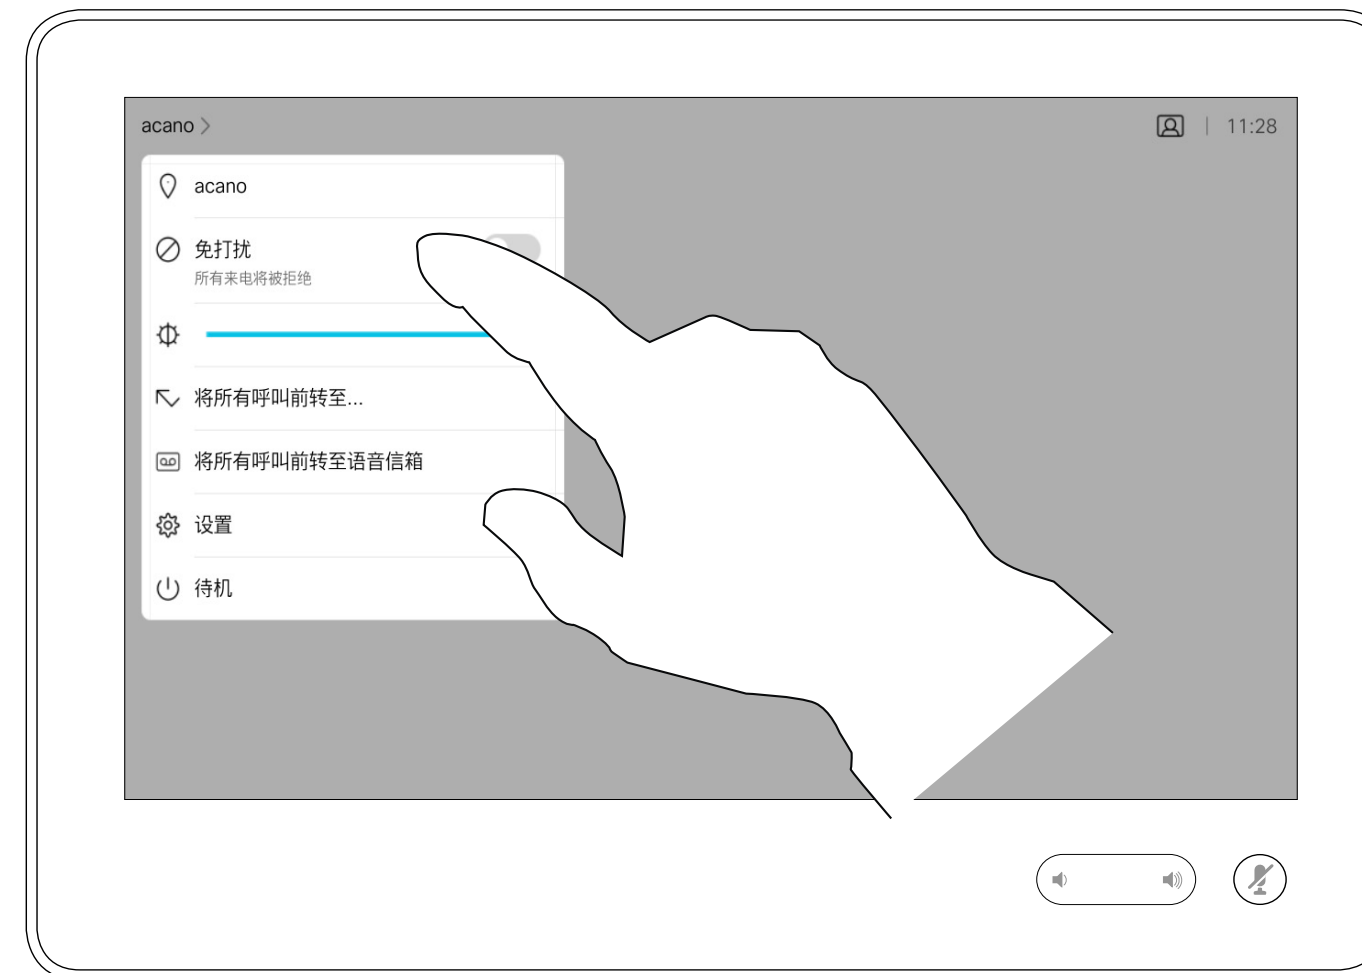 acano
11:28
acano
免打扰
所有来电将被拒绝
将所有呼叫前转至...
将所有呼叫前转至语音信箱
设置
待机